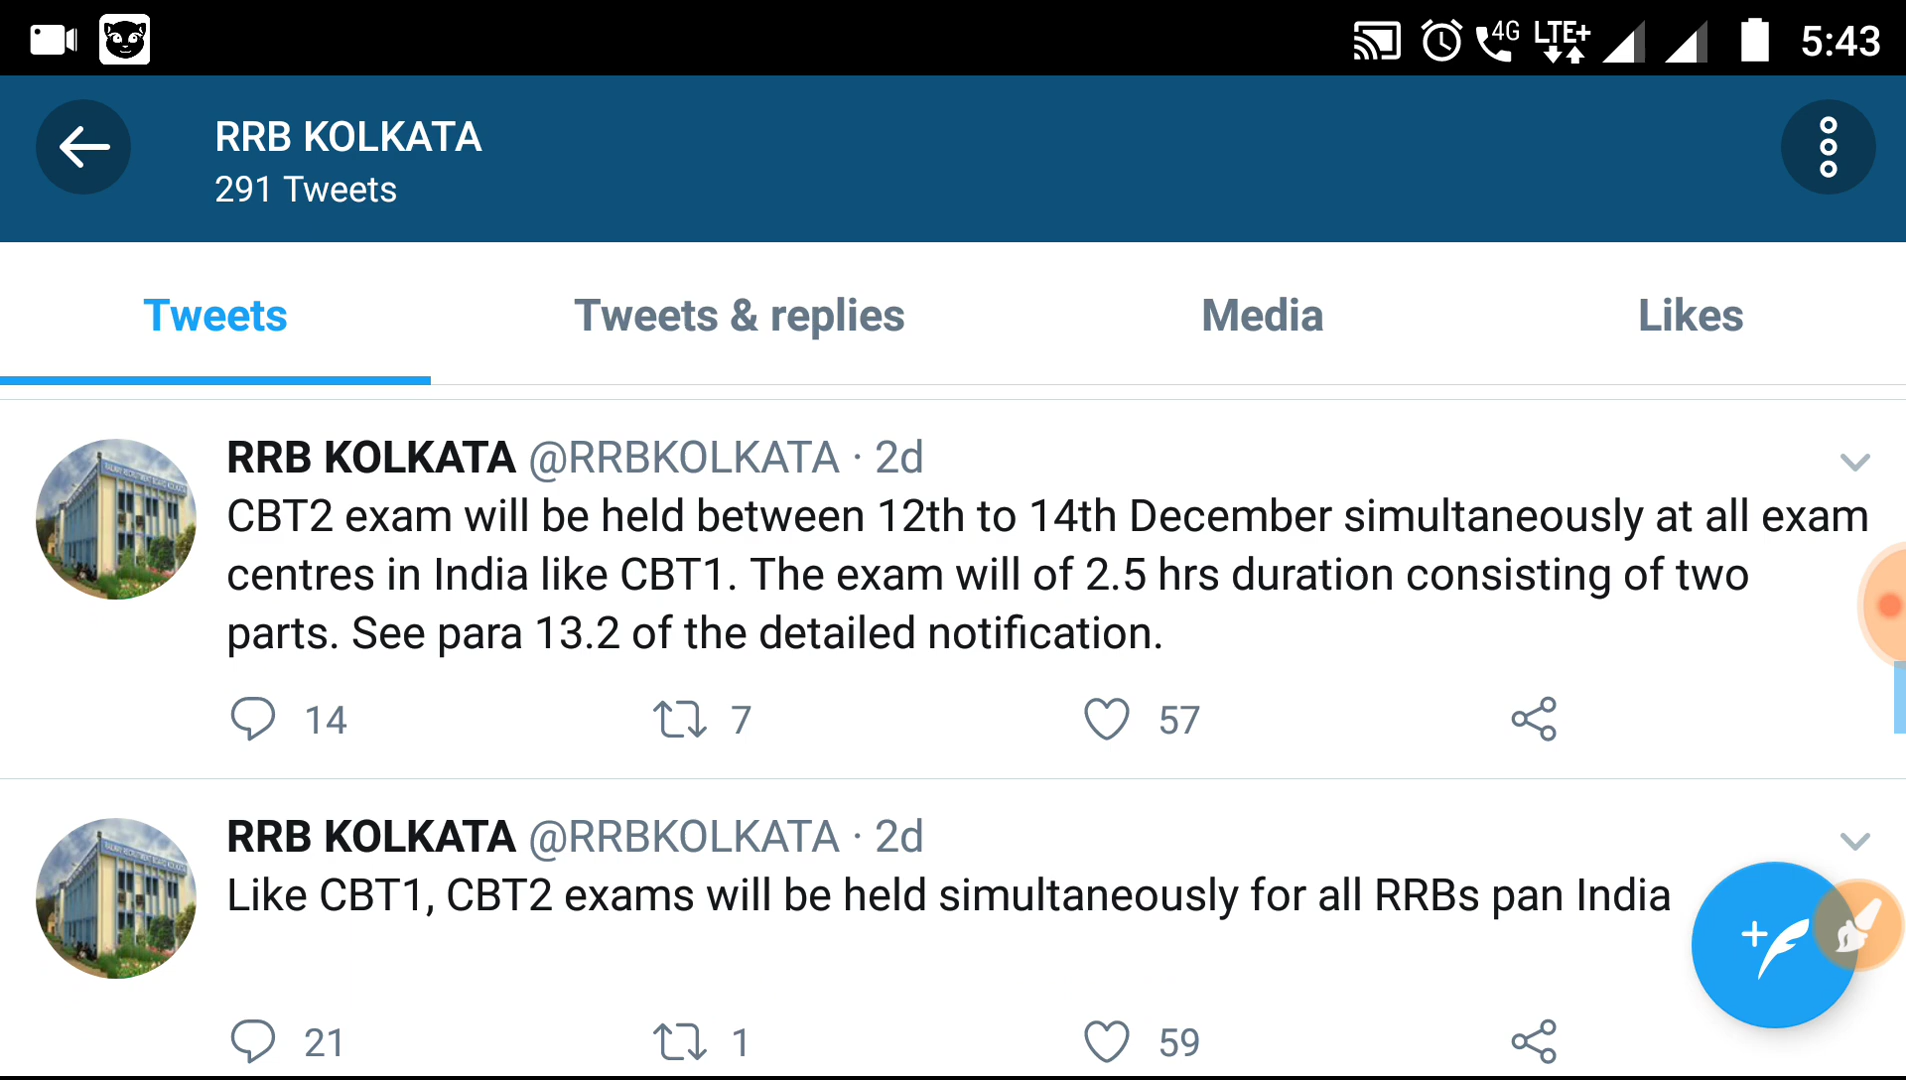 4G LTE+ 5:43
RRB KOLKATA
291 Tweets
Tweets Tweets & replies Media Likes
RRB KOLKATA @RRBKOLKATA · 2d
CBT2 exam will be held between 12th to 14th December simultaneously at all exam
centres in India like CBT1. The exam will of 2.5 hrs duration consisting of two
parts. See para 13.2 of the detailed notification.
14 7 57
RRB KOLKATA @RRBKOLKATA · 2d
Like CBT1, CBT2 exams will be held simultaneously for all RRBs pan India
21 1 59